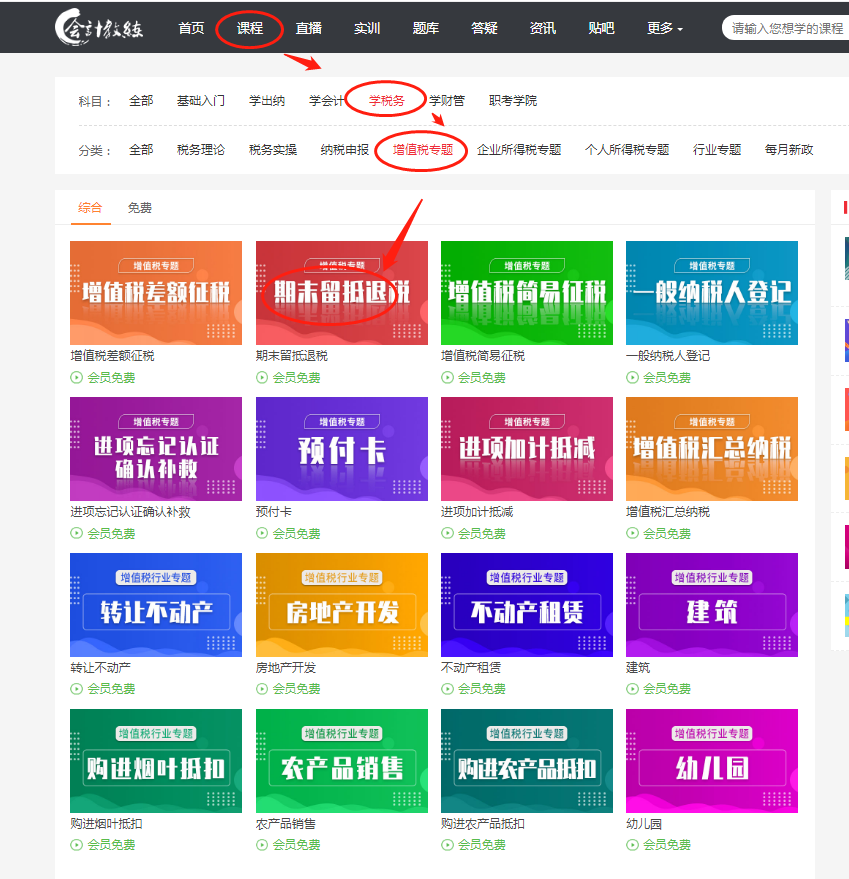 会计教练 首页 课程 直播 实训 题库 答疑 资讯 贴吧 更多 请输入您想学的课程
科目： 全部 基础入门 学出纳 学会计 学税务 学财管 职考学院
分类： 全部 税务理论 税务实操 纳税申报 增值税专题 企业所得税专题 个人所得税专题 行业专题 每月新政
综合 免费
增值税专题 增值税专题 增值税专题 增值税专题
增值税差额征税 期末留抵退税 增值税简易征税 一般纳税人登记
增值税差额征税 期末留抵退税 增值税简易征税 一般纳税人登记
会员免费 会员免费 会员免费 会员免费
增值税专题 增值税专题 增值税专题 增值税专题
进项忘记认证 预付卡 进项加计抵减 增值税汇总纳税
确认补救
进项忘记认证确认补救 预付卡 进项加计抵减 增值税汇总纳税
会员免费 会员免费 会员免费 会员免费
增值税行业专题 增值税行业专题 增值税行业专题 增值税行业专题
转让不动产 房地产开发 不动产租赁 建筑
转让不动产 房地产开发 不动产租赁 建筑
会员免费 会员免费 会员免费 会员免费
增值税行业专题 增值税行业专题 增值税行业专题 增值税行业专题
购进烟叶抵扣 农产品销售 购进农产品抵扣 幼儿园
购进烟叶抵扣 农产品销售 购进农产品抵扣 幼儿园
会员免费 会员免费 会员免费 会员免费